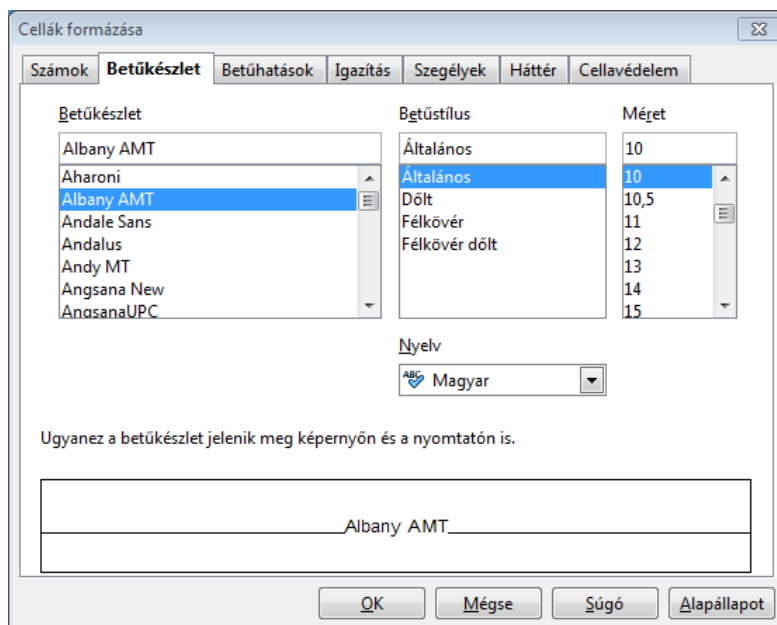 Cellák formázása
Számok Betűkészlet Betűhatások Igazítás Szegélyek Háttér Cellavédelem
Betűkészlet Betűstílus Méret
Albany AMT Általános 10
Aharoni Általános 10
Albany AMT Dőlt 10,5
Andale Sans Félkövér 11
Andalus Félkövér dőlt 12
Andy MT 13
Angsana New 14
AngsanaUPC 15
Nyelv
ABC Magyar
Ugyanez a betűkészlet jelenik meg képernyőn és a nyomtatón is.
Albany AMT
OK Mégse Súgó Alapállapot